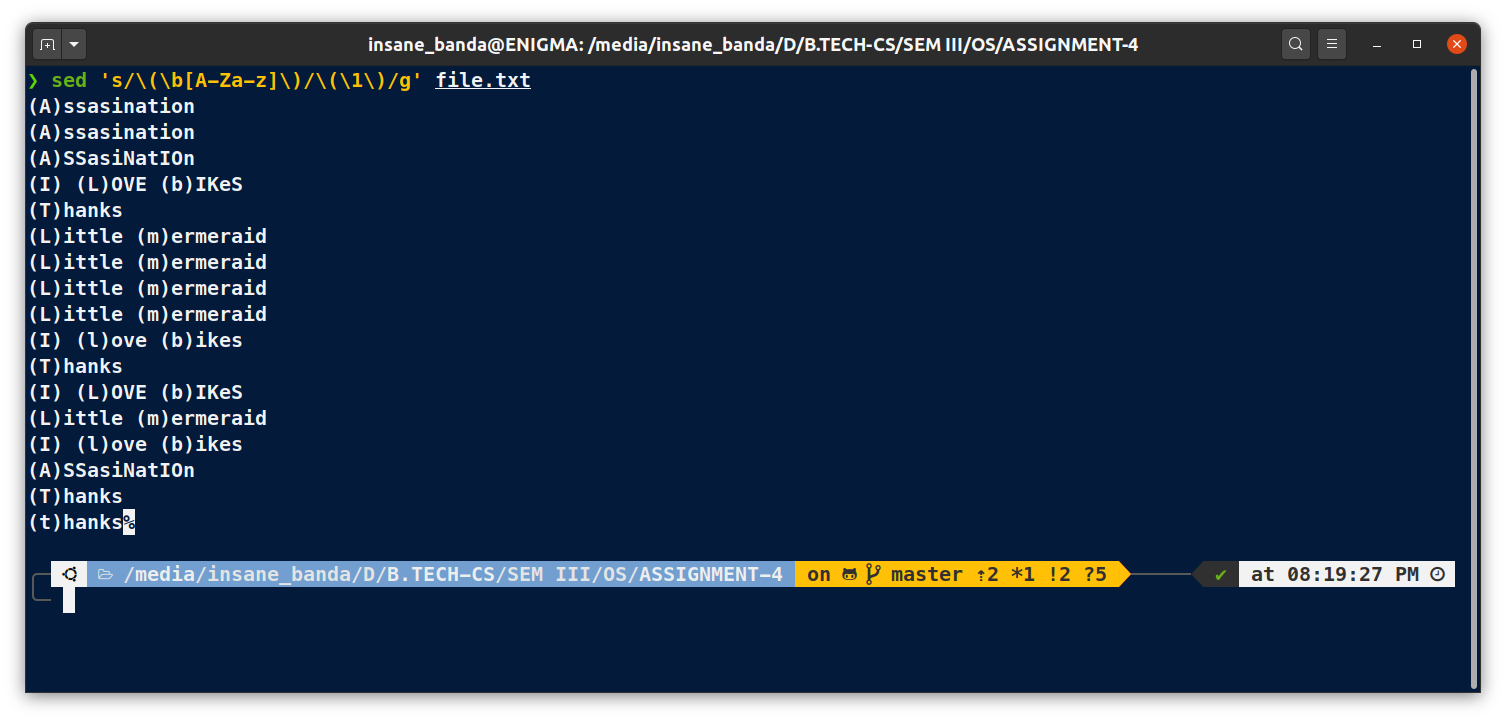 insane_banda@ENIGMA: /media/insane_banda/D/B.TECH-CS/SEM III/OS/ASSIGNMENT-4
❯ sed 's/\(\b[A-Za-z]\)/\(\1\)/g' file.txt
(A)ssasination
(A)ssasination
(A)SSasiNatIOn
(I) (L)OVE (b)IKeS
(T)hanks
(L)ittle (m)ermeraid
(L)ittle (m)ermeraid
(L)ittle (m)ermeraid
(L)ittle (m)ermeraid
(I) (l)ove (b)ikes
(T)hanks
(I) (L)OVE (b)IKeS
(L)ittle (m)ermeraid
(I) (l)ove (b)ikes
(A)SSasiNatIOn
(T)hanks
(t)hanks%
/media/insane_banda/D/B.TECH-CS/SEM III/OS/ASSIGNMENT-4 on master ⇡2 *1 !2 ?5 ✔ at 08:19:27 PM